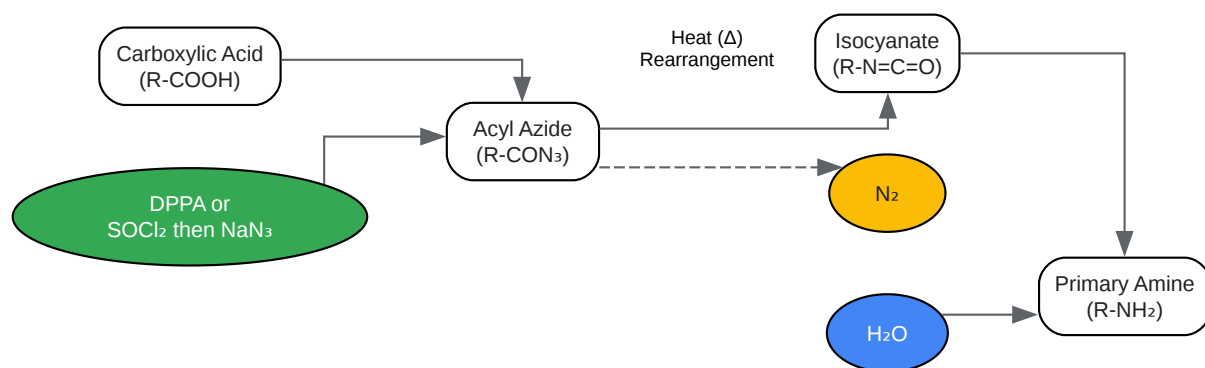 Carboxylic Acid
(R-COOH)
Heat (Δ)
Rearrangement
Isocyanate
(R-N=C=O)
Acyl Azide
(R-CON₃)
DPPA or
SOCl₂ then NaN₃
N₂
Primary Amine
(R-NH₂)
H₂O